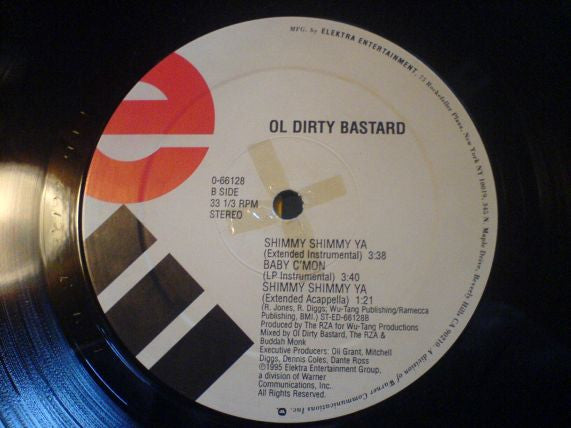 MFG. by ELEKTRA ENTERTAINMENT, 75 Rockefeller Plaza, New York NY 10019, 345 N. Maple Drive, Beverly Hills CA 90210. A division of Warner Communications Inc.
e
OL DIRTY BASTARD
0-66128
B SIDE
33 1/3 RPM
STEREO
SHIMMY SHIMMY YA
(Extended Instrumental) 3:38
BABY C'MON
(LP Instrumental) 3:40
SHIMMY SHIMMY YA
(Extended Acappella) 1:21
(R. Jones, R. Diggs; Wu-Tang Publishing/Ramecca
Publishing, BMI.) ST-ED-66128B
Produced by The RZA for Wu-Tang Productions
Mixed by Ol Dirty Bastard, The RZA &
Buddah Monk
Executive Producers: Oli Grant, Mitchell
Diggs, Dennis Coles, Dante Ross
℗1995 Elektra Entertainment Group,
a division of Warner
Communications, Inc.
All Rights Reserved.